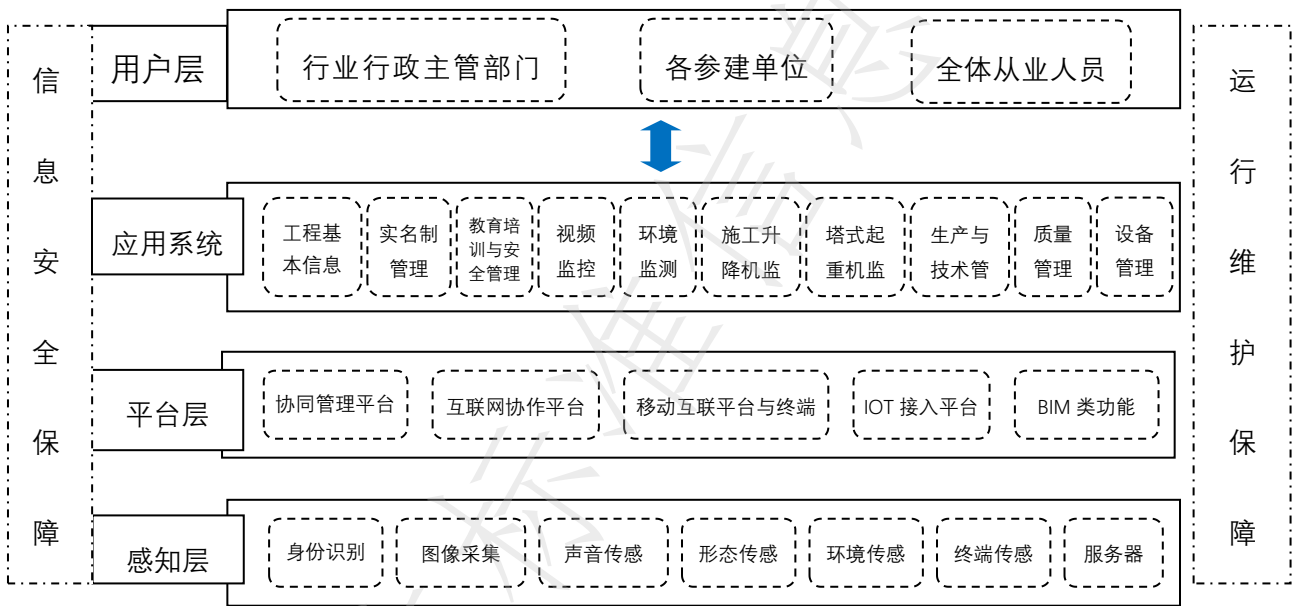 信息安全保障
用户层
行业行政主管部门
各参建单位
全体从业人员
应用系统
工程基
本信息
实名制
管理
教育培
训与安
全管理
视频
监控
环境
监测
施工升
降机监
塔式起
重机监
生产与
技术管
质量
管理
设备
管理
平台层
协同管理平台
互联网协作平台
移动互联平台与终端
IOT 接入平台
BIM 类功能
感知层
身份识别
图像采集
声音传感
形态传感
环境传感
终端传感
服务器
运行维护保障